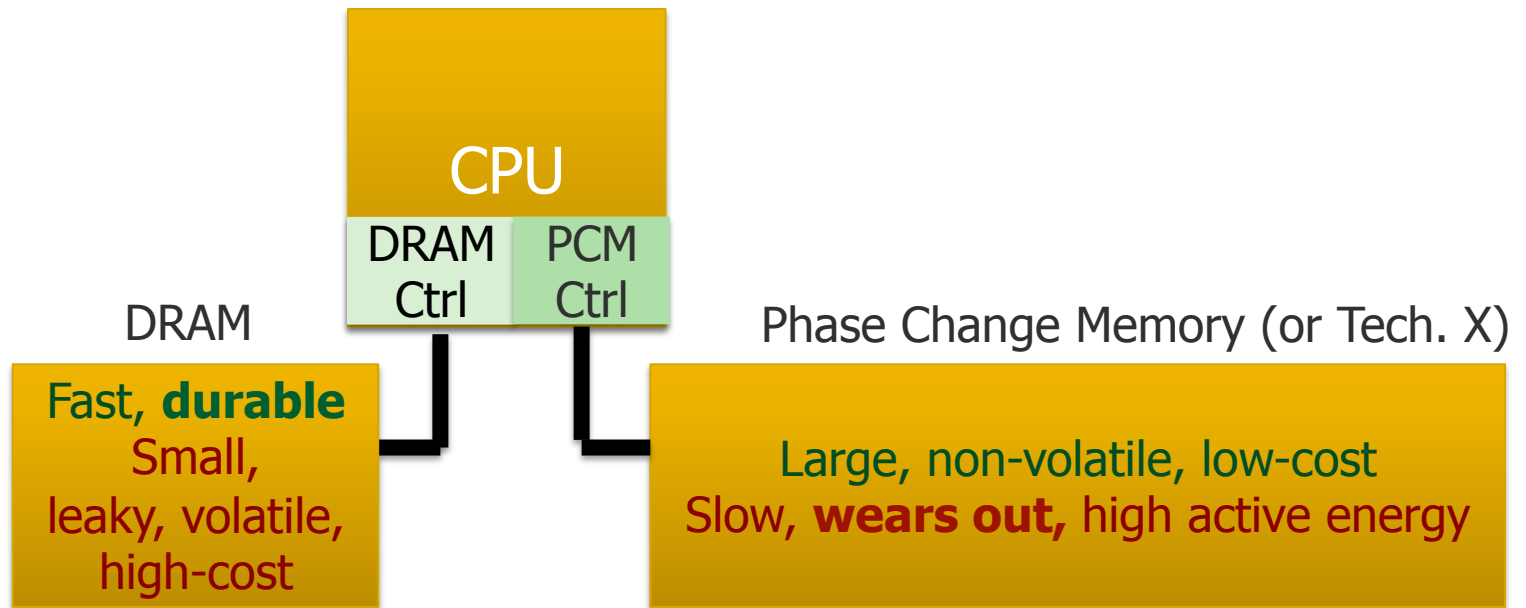 CPU
DRAM
Ctrl
PCM
Ctrl
DRAM
Phase Change Memory (or Tech. X)
Fast, durable
Small,
leaky, volatile,
high-cost
Large, non-volatile, low-cost
Slow, wears out, high active energy